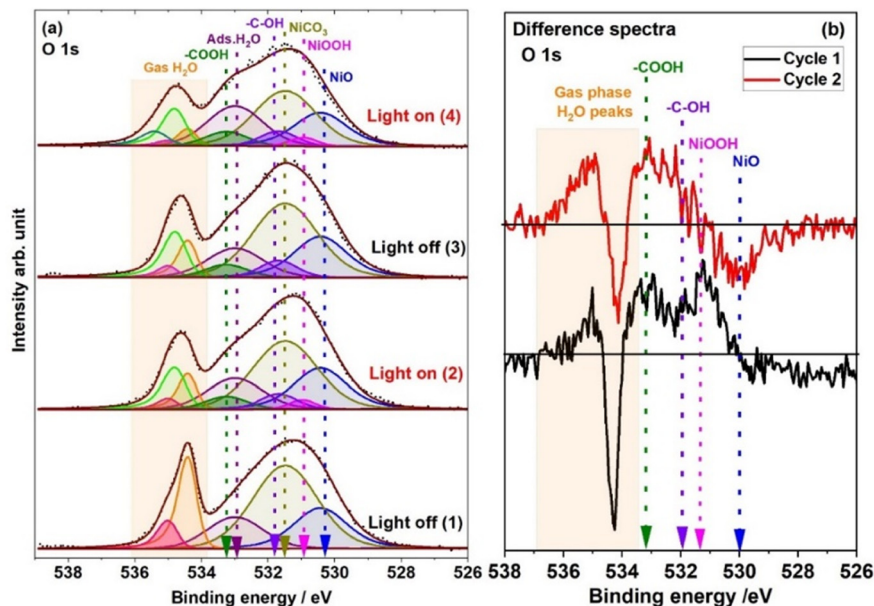 (a)
O 1s
Gas H₂O
-COOH
Ads.H₂O
-C-OH
NiCO₃
NiOOH
NiO
Light on (4)
Light off (3)
Light on (2)
Light off (1)
Intensity arb. unit
538 536 534 532 530 528 526
Binding energy / eV
(b)
Difference spectra
O 1s
Cycle 1
Cycle 2
-COOH
Gas phase
H₂O peaks
-C-OH
NiOOH
NiO
538 536 534 532 530 528 526
Binding energy / eV